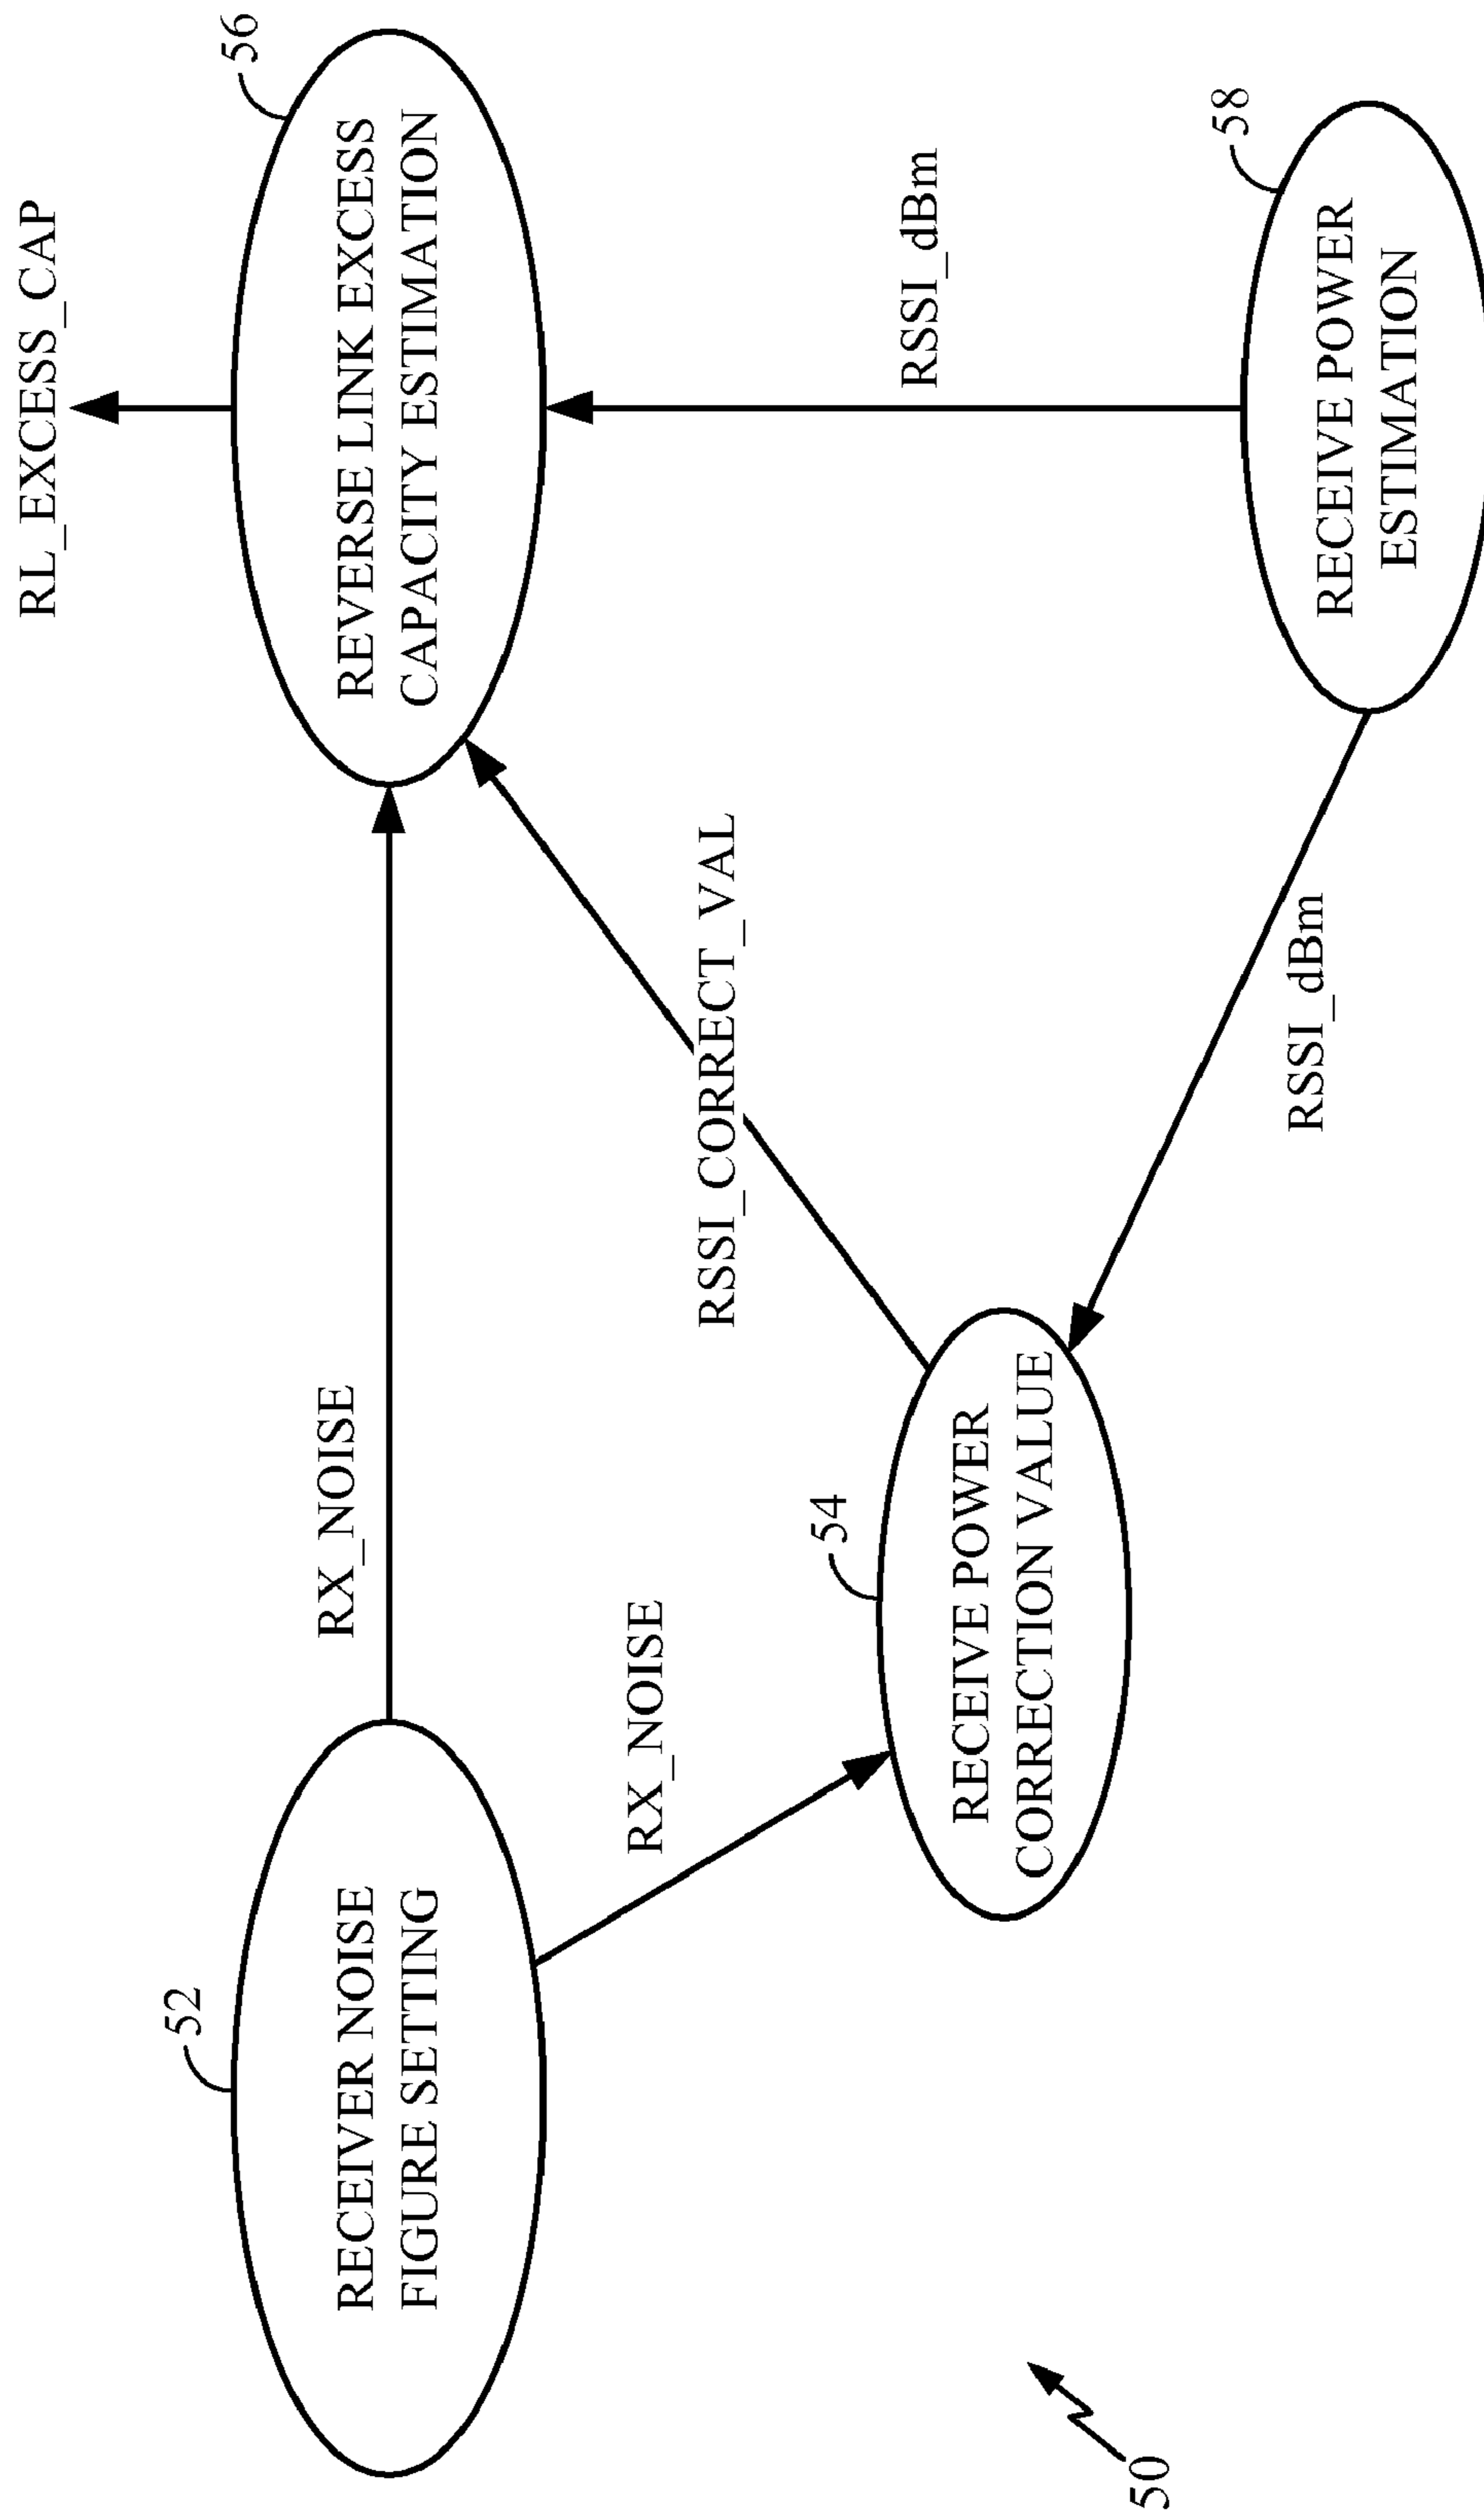 RL_EXCESS_CAP
56
REVERSE LINK EXCESS
CAPACITY ESTIMATION
RX_NOISE
52
RECEIVER NOISE
FIGURE SETTING
RX_NOISE
RSSI_CORRECT_VAL
RSSI_dBm
54
RECEIVE POWER
CORRECTION VALUE
RSSI_dBm
58
RECEIVE POWER
ESTIMATION
50